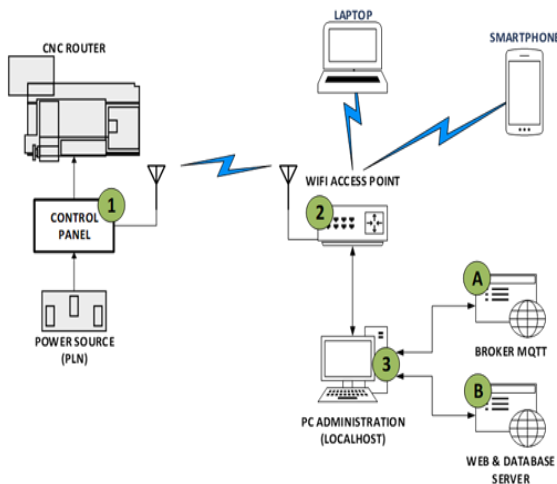 LAPTOP
CNC ROUTER
SMARTPHONE
WIFI ACCESS POINT
1
2
CONTROL
PANEL
A
POWER SOURCE
(PLN)
3
BROKER MQTT
B
PC ADMINISTRATION
(LOCALHOST)
WEB & DATABASE
SERVER